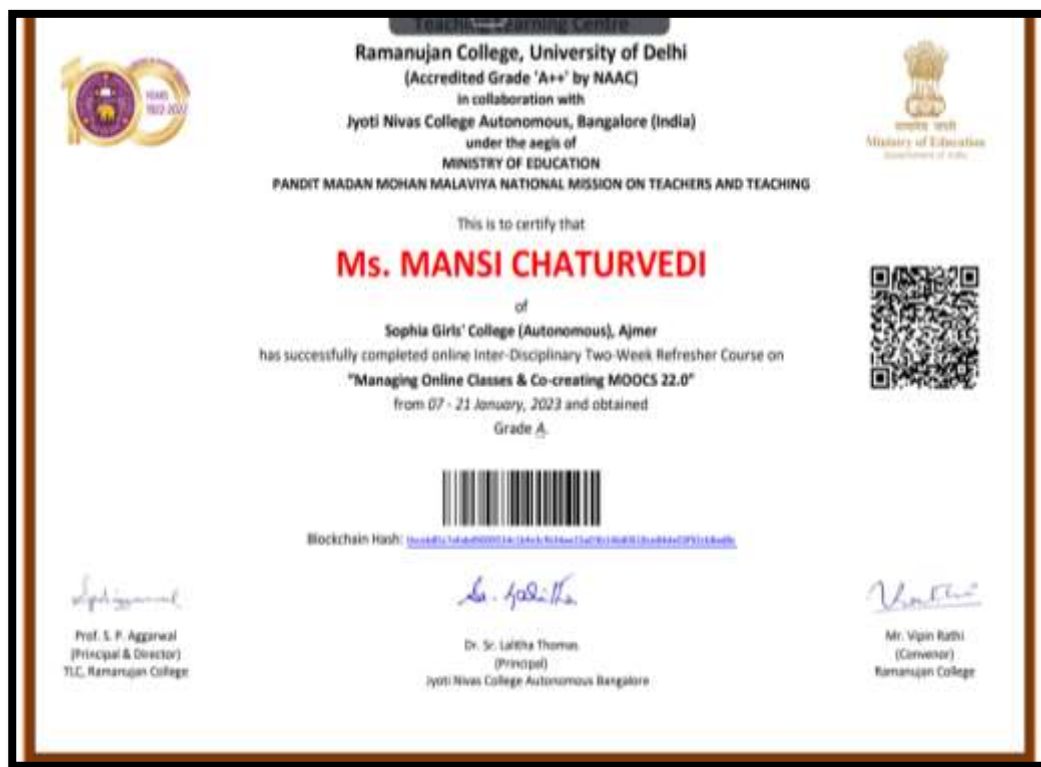 Teaching Learning Centre
Ramanujan College, University of Delhi
(Accredited Grade 'A++' by NAAC)
in collaboration with
Jyoti Nivas College Autonomous, Bangalore (India)
under the aegis of
MINISTRY OF EDUCATION
PANDIT MADAN MOHAN MALAVIYA NATIONAL MISSION ON TEACHERS AND TEACHING
YEARS
1922-2022
Ministry of Education
This is to certify that
Ms. MANSI CHATURVEDI
of
Sophia Girls' College (Autonomous), Ajmer
has successfully completed online Inter-Disciplinary Two-Week Refresher Course on
"Managing Online Classes & Co-creating MOOCS 22.0"
from 07 - 21 January, 2023 and obtained
Grade A.
Blockchain Hash:
Prof. S. P. Aggarwal
(Principal & Director)
TLC, Ramanujan College
Dr. Sr. Lalitha Thomas
(Principal)
Jyoti Nivas College Autonomous Bangalore
Mr. Vipin Rathi
(Convenor)
Ramanujan College